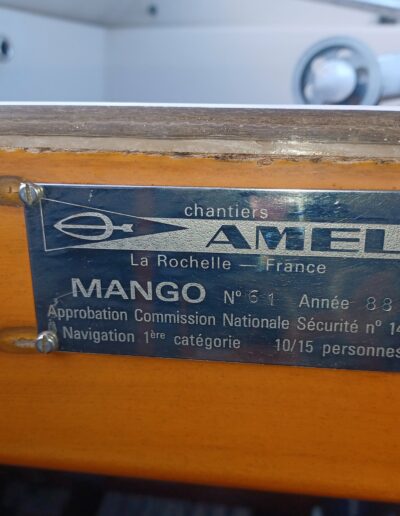 chantiers
AMEL
La Rochelle — France
MANGO N° 61 Année 88
Approbation Commission Nationale Sécurité n° 14
Navigation 1ère catégorie 10/15 personnes